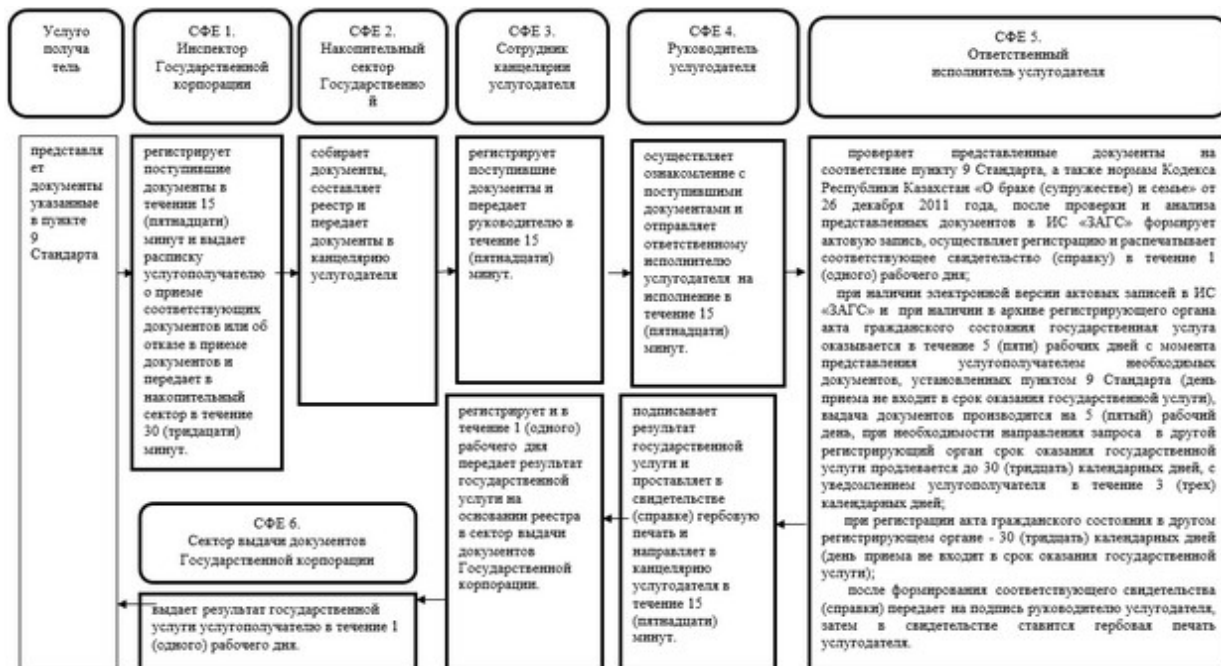 Услуго
получа
тель
СФЕ 1.
Инспектор
Государственной
корпорации
СФЕ 2.
Накопительный
сектор
Государственно
й
СФЕ 3.
Сотрудник
канцелярии
услугодателя
СФЕ 4.
Руководитель
услугодателя
СФЕ 5.
Ответственный
исполнитель услугодателя
представля
ет
документы
указанные
в пункте
9
Стандарта
регистрирует
поступившие
документы в
течении 15
(пятнадцати)
минут и выдает
расписку
услугополучателю
о приеме
соответствующих
документов или об
отказе в приеме
документов и
передает в
накопительный
сектор в течение
30 (тридацати)
минут.
собирает
документы,
составляет
реестр и
передает
документы в
канцелярию
услугодателя
регистрирует
поступившие
документы и
передает
руководителю в
течение 15
(пятнадцати)
минут.
осуществляет
ознакомление с
поступившими
документами и
отправляет
ответственному
исполнителю
услугодателя на
исполнение в
течение 15
(пятнадцати)
минут.
проверяет представленные документы на
соответствие пункту 9 Стандарта, а также нормам Кодекса
Республики Казахстан «О браке (супружестве) и семье» от
26 декабря 2011 года, после проверки и анализа
представленных документов в ИС «ЗАГС» формирует
актовую запись, осуществляет регистрацию и распечатывает
соответствующее свидетельство (справку) в течение 1
(одного) рабочего дня;
при наличии электронной версии актовых записей в ИС
«ЗАГС» и при наличии в архиве регистрирующего органа
акта гражданского состояния государственная услуга
оказывается в течение 5 (пяти) рабочих дней с момента
представления услугополучателем необходимых
документов, установленных пунктом 9 Стандарта (день
приема не входит в срок оказания государственной услуги),
выдача документов производится на 5 (пятый) рабочий
день, при необходимости направления запроса в другой
регистрирующий орган срок оказания государственной
услуги продлевается до 30 (тридцать) календарных дней, с
уведомлением услугополучателя в течение 3 (трех)
календарных дней;
при регистрации акта гражданского состояния в другом
регистрирующем органе - 30 (тридцать) календарных дней
(день приема не входит в срок оказания государственной
услуги);
после формирования соответствующего свидетельства
(справки) передает на подпись руководителю услугодателя,
затем в свидетельстве ставится гербовая печать
услугодателя.
подписывает
результат
государственной
услуги и
проставляет в
свидетельстве
(справке) гербовую
печать и
направляет в
канцелярию
услугодателя в
течение 15
(пятнадцати)
минут.
регистрирует и в
течение 1 (одного)
рабочего дня
передает результат
государственной
услуги на
основании реестра
в сектор выдачи
документов
Государственной
корпорации.
СФЕ 6.
Сектор выдачи документов
Государственной корпорации
выдает результат государственной
услуги услугополучателю в течение 1
(одного) рабочего дня.